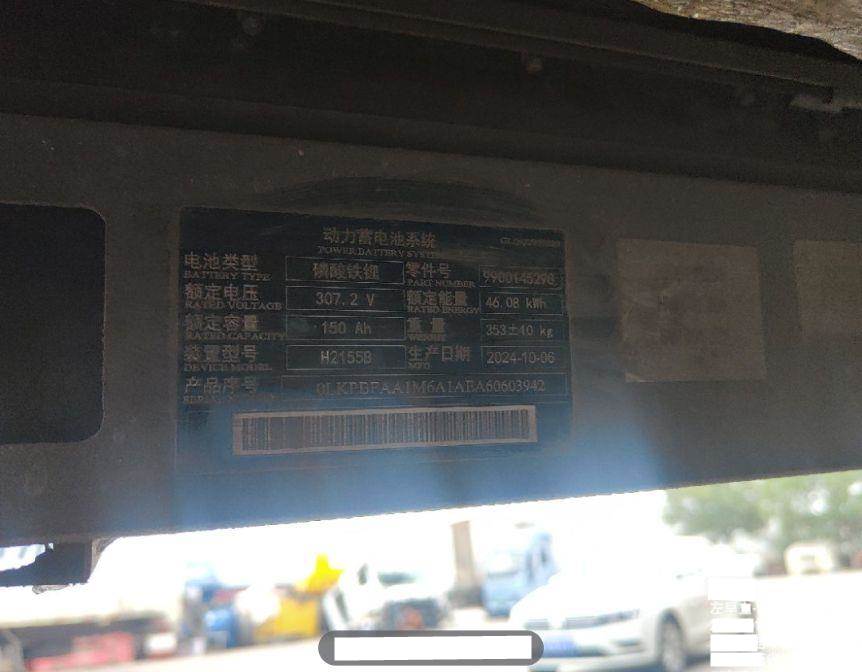 动力蓄电池系统
POWER BATTERY SYSTEM
电池类型 磷酸铁锂 零件号 9900145298
BATTERY TYPE PART NUMBER
额定电压 307.2 V 额定能量 46.08 kWh
RATED VOLTAGE RATED ENERGY
额定容量 150 Ah 重量 353±10 kg
RATED CAPACITY
装置型号 H2155B 生产日期 2024-10-06
DEVICE MODEL MFD
产品序号 0LKPBFAA1M6A1AEA60603942